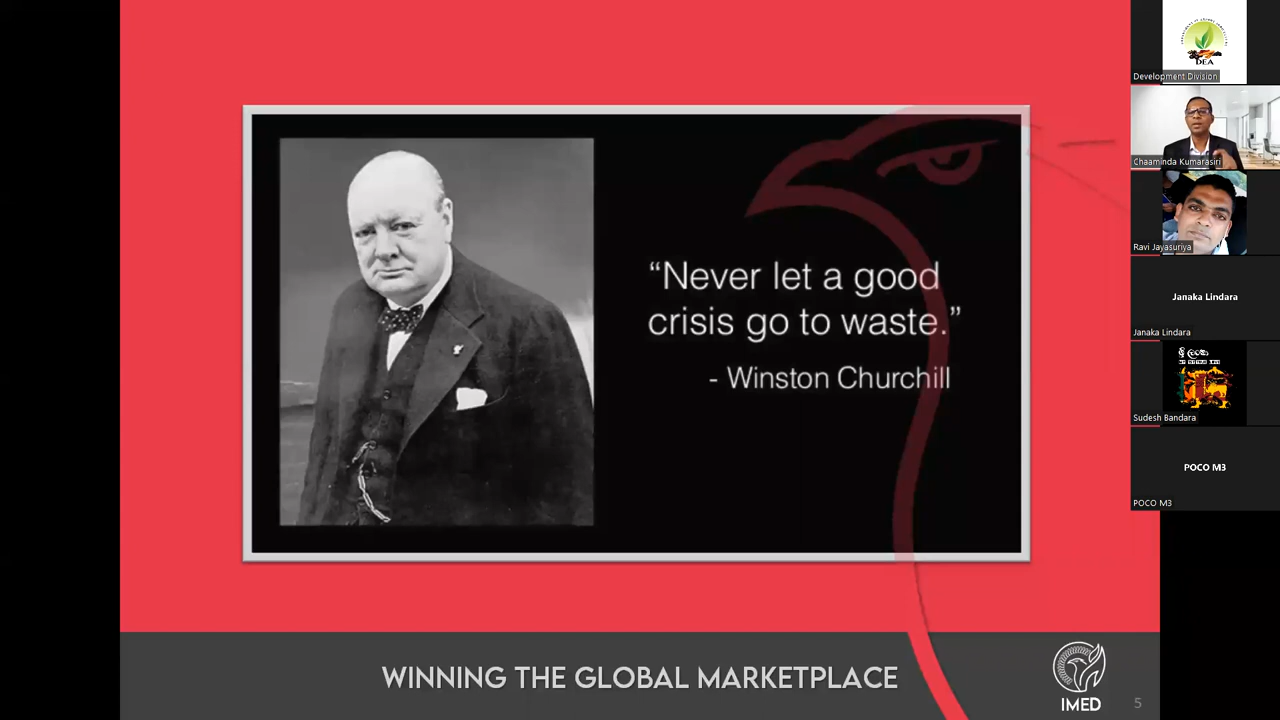 “Never let a good
crisis go to waste.”
- Winston Churchill
WINNING THE GLOBAL MARKETPLACE
IMED
5
DEA
Development Division
Chaaminda Kumarasiri
Ravi Jayasuriya
Janaka Lindara
Janaka Lindara
ශ්‍රී ලංකා
Sudesh Bandara
POCO M3
POCO M3